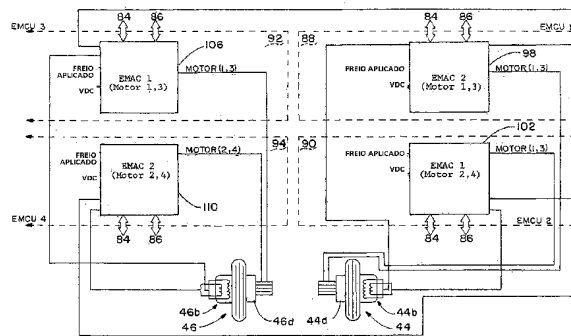 84 86
EMCU 3
92
106
EMAC 1
(Motor 1,3)
MOTOR(1,3)
FREIO
APLICADO
VDC
84 86
88
EMCU
98
EMAC 2
(Motor 1,3)
MOTOR(1,3)
FREIO APLICADO
VDC
94
FREIO
APLICADO
VDC
EMAC 2
(Motor 2,4)
MOTOR(2,4)
110
EMCU 4
84 86
90
102
FREIO APLICADO
VDC
EMAC 1
(Motor 2,4)
MOTOR(1,3)
EMCU 2
84 86
46b
46
46d
44d
44
44b